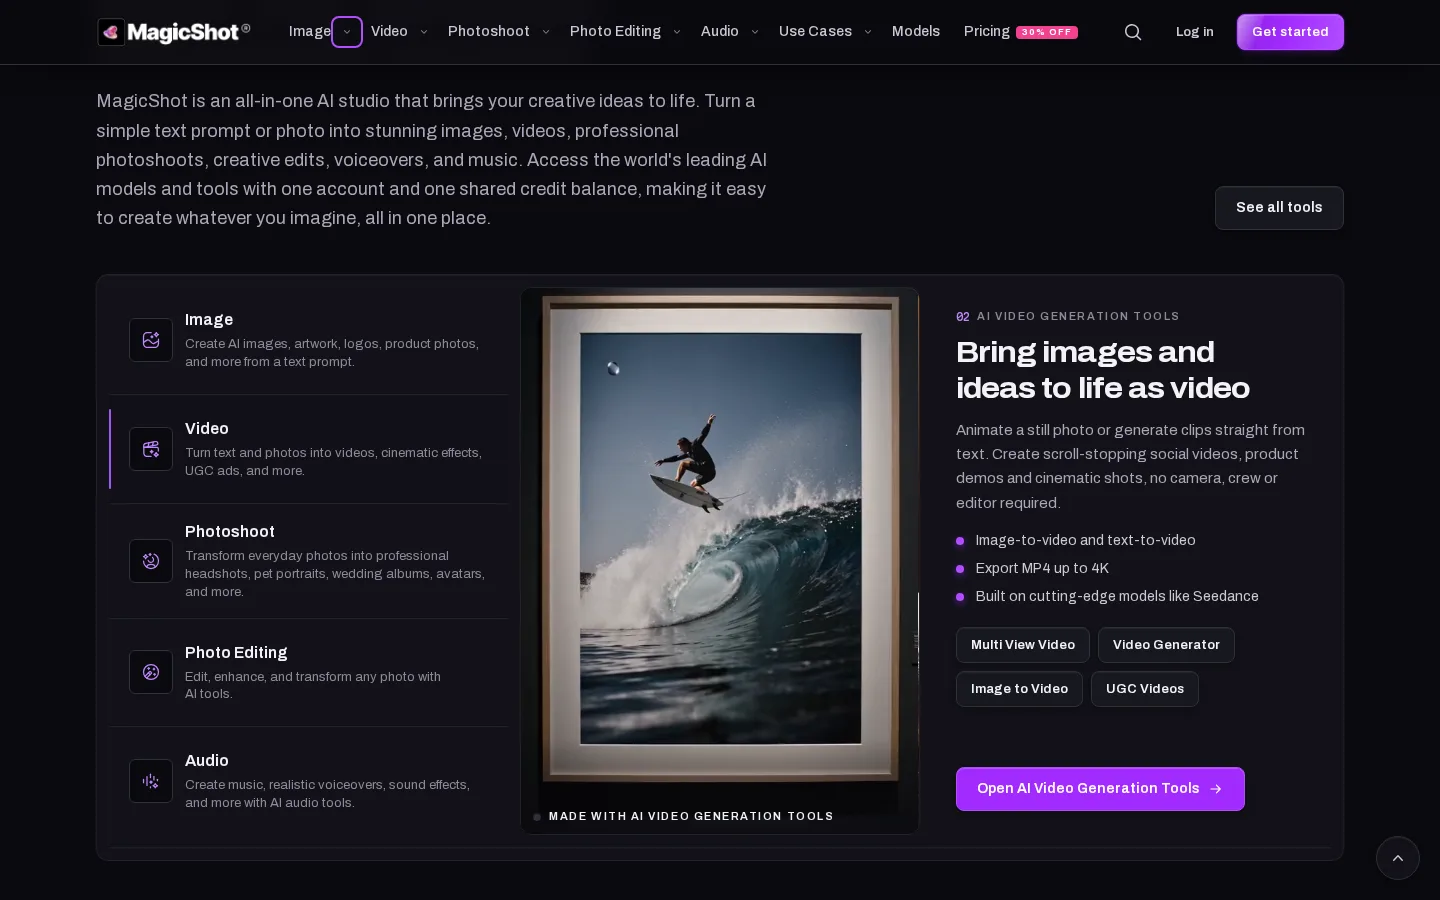 MagicShot®
Image
Video
Photoshoot
Photo Editing
Audio
Use Cases
Models
Pricing 30% OFF
Log in
Get started
MagicShot is an all-in-one AI studio that brings your creative ideas to life. Turn a
simple text prompt or photo into stunning images, videos, professional
photoshoots, creative edits, voiceovers, and music. Access the world's leading AI
models and tools with one account and one shared credit balance, making it easy
to create whatever you imagine, all in one place.
See all tools
Image
Create AI images, artwork, logos, product photos,
and more from a text prompt.
Video
Turn text and photos into videos, cinematic effects,
UGC ads, and more.
Photoshoot
Transform everyday photos into professional
headshots, pet portraits, wedding albums, avatars,
and more.
Photo Editing
Edit, enhance, and transform any photo with
AI tools.
Audio
Create music, realistic voiceovers, sound effects,
and more with AI audio tools.
MADE WITH AI VIDEO GENERATION TOOLS
02 AI VIDEO GENERATION TOOLS
Bring images and
ideas to life as video
Animate a still photo or generate clips straight from
text. Create scroll-stopping social videos, product
demos and cinematic shots, no camera, crew or
editor required.
Image-to-video and text-to-video
Export MP4 up to 4K
Built on cutting-edge models like Seedance
Multi View Video
Video Generator
Image to Video
UGC Videos
Open AI Video Generation Tools